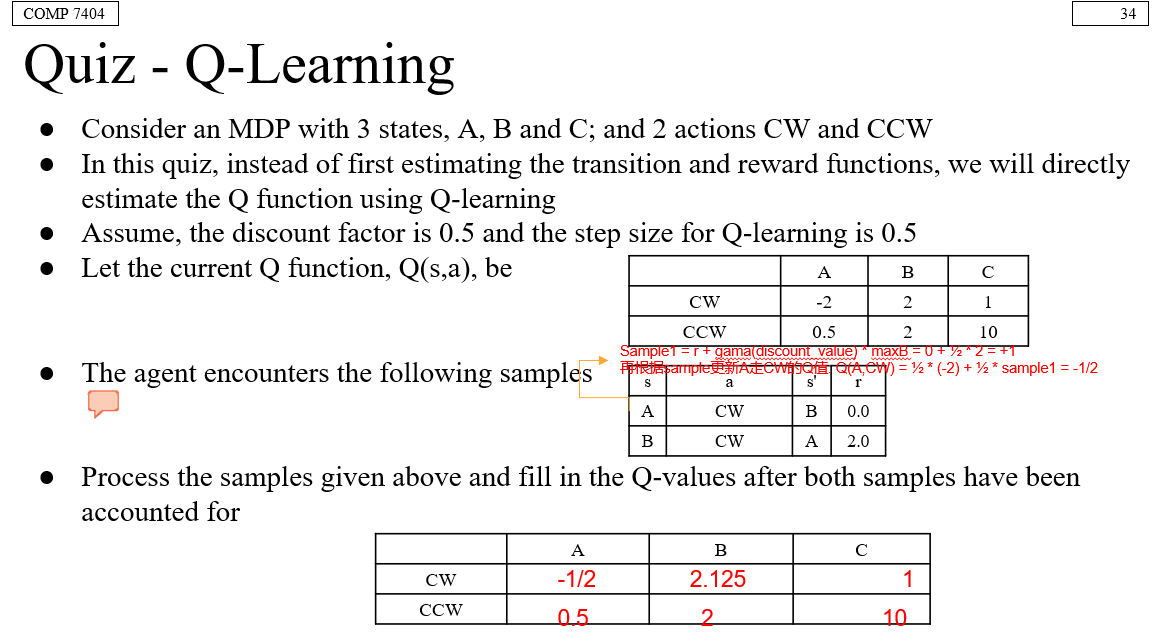 COMP 7404
34
Quiz - Q-Learning
● Consider an MDP with 3 states, A, B and C; and 2 actions CW and CCW
● In this quiz, instead of first estimating the transition and reward functions, we will directly
estimate the Q function using Q-learning
● Assume, the discount factor is 0.5 and the step size for Q-learning is 0.5
● Let the current Q function, Q(s,a), be
A B C
CW -2 2 1
CCW 0.5 2 10
Sample1 = r + gama(discount_value) * maxB = 0 + ½ * 2 = +1
再根据sample更新A走CW的Q值: Q(A,CW) = ½ * (-2) + ½ * sample1 = -1/2
● The agent encounters the following samples
s a s' r
A CW B 0.0
B CW A 2.0
● Process the samples given above and fill in the Q-values after both samples have been
accounted for
A B C
CW -1/2 2.125 1
CCW 0.5 2 10